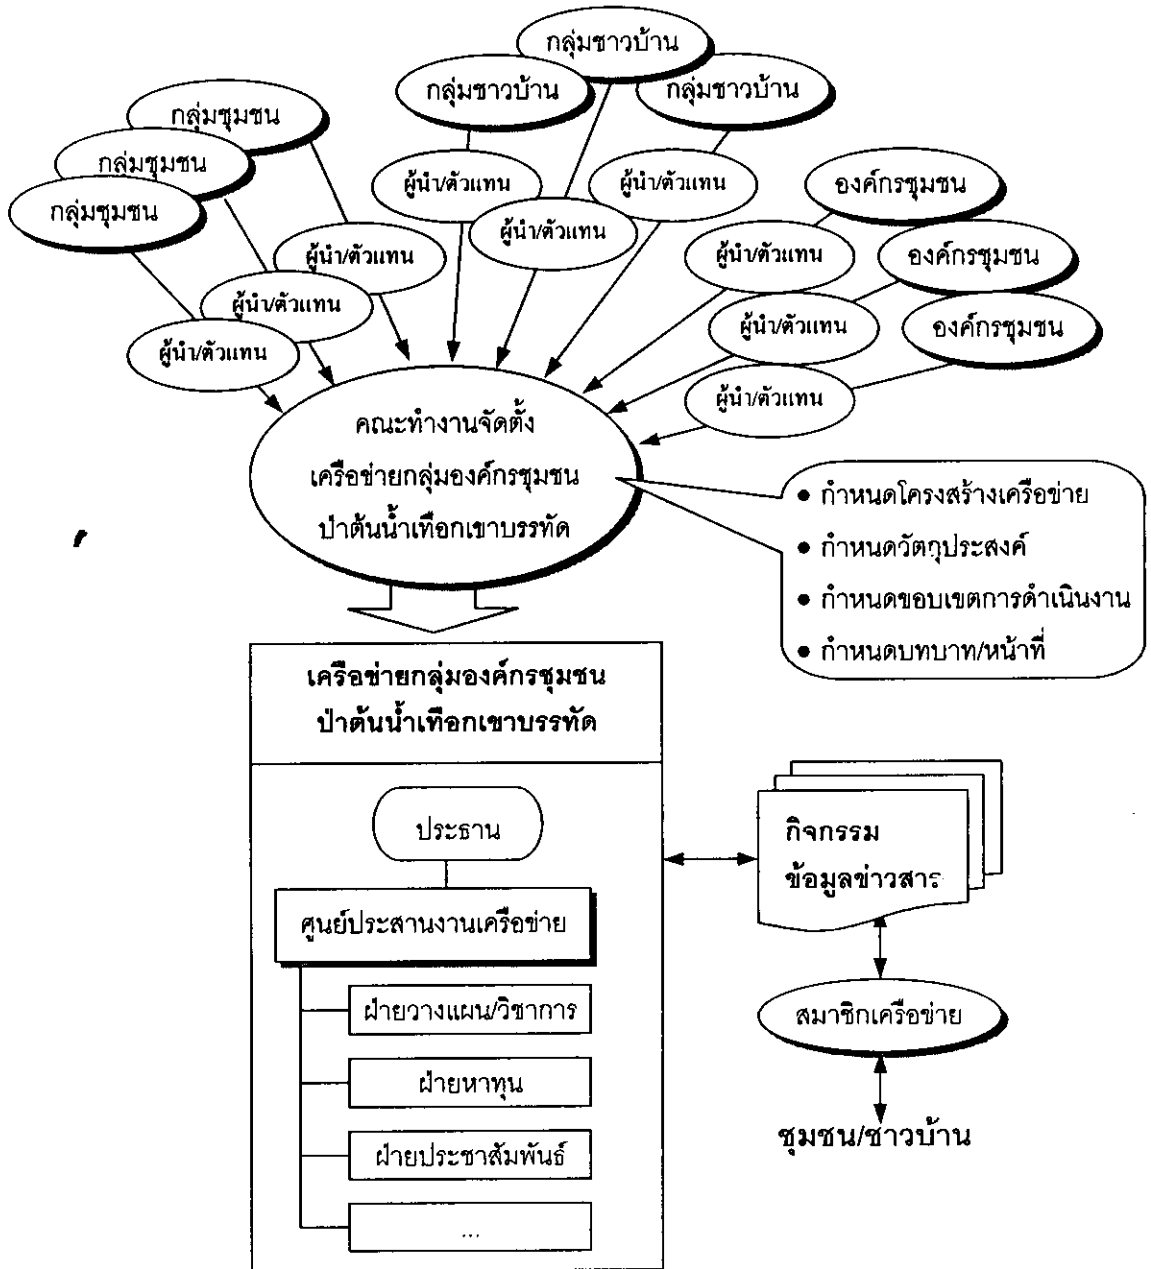 กลุ่มชาวบ้าน
กลุ่มชาวบ้าน
กลุ่มชาวบ้าน
กลุ่มชุมชน
กลุ่มชุมชน
กลุ่มชุมชน
องค์กรชุมชน
องค์กรชุมชน
องค์กรชุมชน
ผู้นำ/ตัวแทน
ผู้นำ/ตัวแทน
ผู้นำ/ตัวแทน
ผู้นำ/ตัวแทน
ผู้นำ/ตัวแทน
ผู้นำ/ตัวแทน
ผู้นำ/ตัวแทน
ผู้นำ/ตัวแทน
ผู้นำ/ตัวแทน
คณะทำงานจัดตั้ง
เครือข่ายกลุ่มองค์กรชุมชน
ป่าต้นน้ำเทือกเขาบรรทัด
• กำหนดโครงสร้างเครือข่าย
• กำหนดวัตถุประสงค์
• กำหนดขอบเขตการดำเนินงาน
• กำหนดบทบาท/หน้าที่
เครือข่ายกลุ่มองค์กรชุมชน
ป่าต้นน้ำเทือกเขาบรรทัด
ประธาน
ศูนย์ประสานงานเครือข่าย
ฝ่ายวางแผน/วิชาการ
ฝ่ายหาทุน
ฝ่ายประชาสัมพันธ์
...
กิจกรรม
ข้อมูลข่าวสาร
สมาชิกเครือข่าย
ชุมชน/ชาวบ้าน